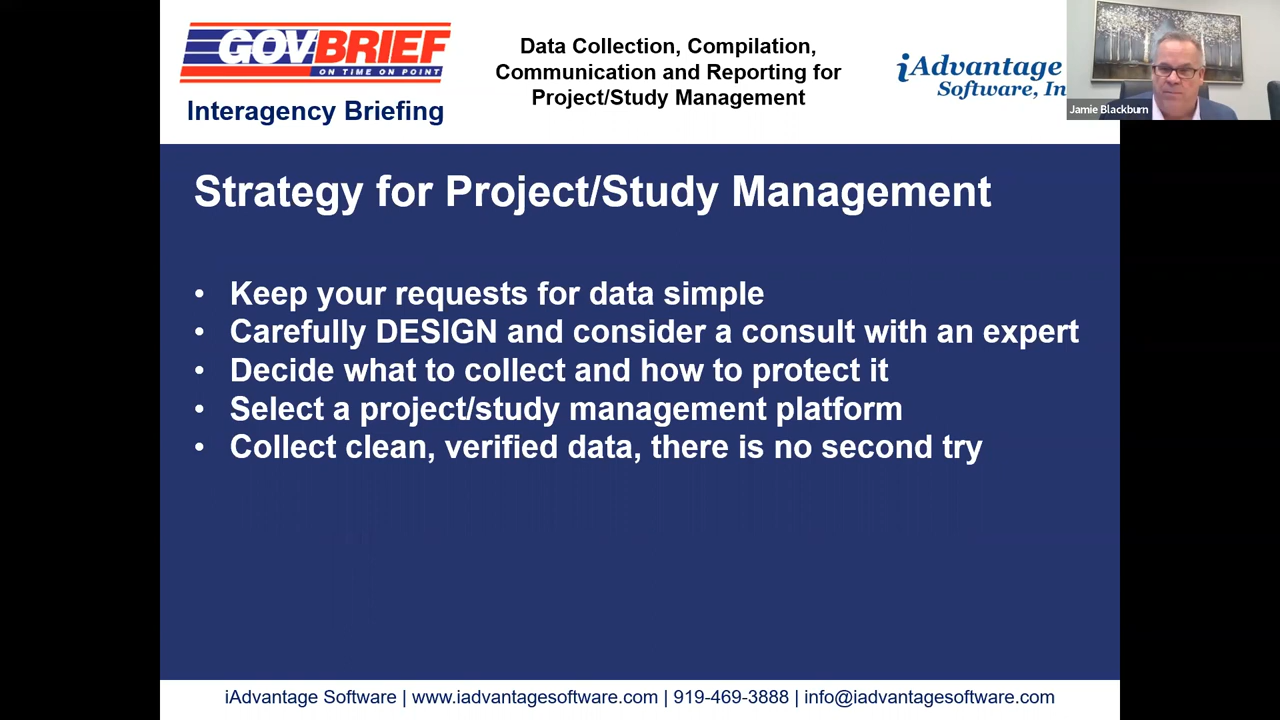 GOVBRIEF
ON TIME ON POINT
Interagency Briefing
Data Collection, Compilation,
Communication and Reporting for
Project/Study Management
iAdvantage
Software, In
Jamie Blackburn
Strategy for Project/Study Management
• Keep your requests for data simple
• Carefully DESIGN and consider a consult with an expert
• Decide what to collect and how to protect it
• Select a project/study management platform
• Collect clean, verified data, there is no second try
iAdvantage Software | www.iadvantagesoftware.com | 919-469-3888 | info@iadvantagesoftware.com